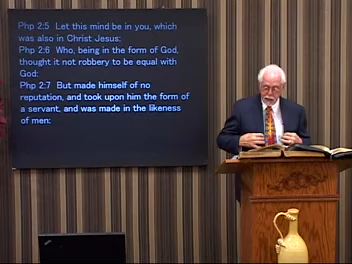 Php 2:5 Let this mind be in you, which
was also in Christ Jesus:
Php 2:6 Who, being in the form of God,
thought it not robbery to be equal with
God:
Php 2:7 But made himself of no
reputation, and took upon him the form of
a servant, and was made in the likeness
of men: